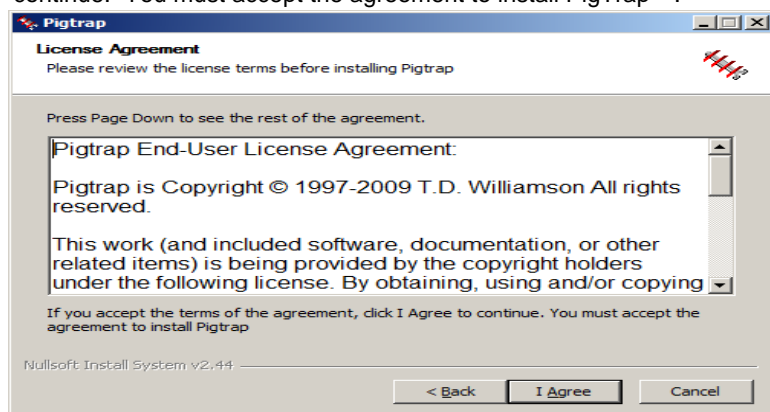 continue. You must accept the agreement to install PigTrap
Pigtrap
License Agreement
Please review the license terms before installing Pigtrap
Press Page Down to see the rest of the agreement.
Pigtrap End-User License Agreement:
Pigtrap is Copyright © 1997-2009 T.D. Williamson All rights
reserved.
This work (and included software, documentation, or other
related items) is being provided by the copyright holders
under the following license. By obtaining, using and/or copying
If you accept the terms of the agreement, click I Agree to continue. You must accept the
agreement to install Pigtrap
Nullsoft Install System v2.44
< Back I Agree Cancel